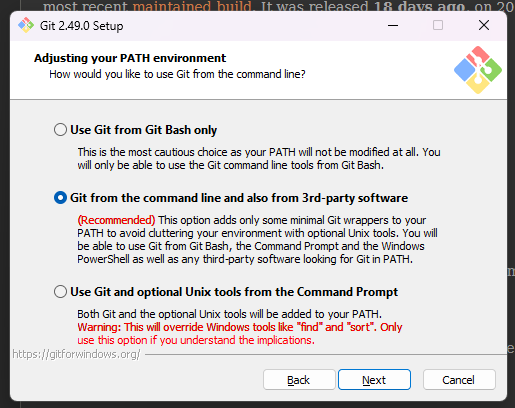 most recent maintained build. It was released 18 days ago, on 20
Git 2.49.0 Setup
Adjusting your PATH environment
How would you like to use Git from the command line?
Use Git from Git Bash only
This is the most cautious choice as your PATH will not be modified at all. You
will only be able to use the Git command line tools from Git Bash.
Git from the command line and also from 3rd-party software
(Recommended) This option adds only some minimal Git wrappers to your
PATH to avoid cluttering your environment with optional Unix tools. You will be
able to use Git from Git Bash, the Command Prompt and the Windows
PowerShell as well as any third-party software looking for Git in PATH.
Use Git and optional Unix tools from the Command Prompt
Both Git and the optional Unix tools will be added to your PATH.
Warning: This will override Windows tools like "find" and "sort". Only
use this option if you understand the implications.
https://gitforwindows.org/
Back
Next
Cancel